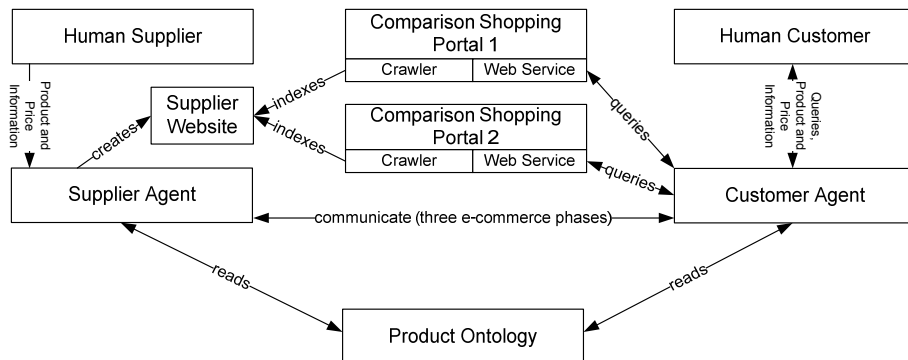 Human Supplier
Comparison Shopping
Portal 1
Crawler
Web Service
Human Customer
Product and
Price
Information
Supplier
Website
indexes
indexes
creates
Comparison Shopping
Portal 2
Crawler
Web Service
queries
queries
Queries,
Product and
Price
Information
Supplier Agent
Customer Agent
communicate (three e-commerce phases)
reads
reads
Product Ontology